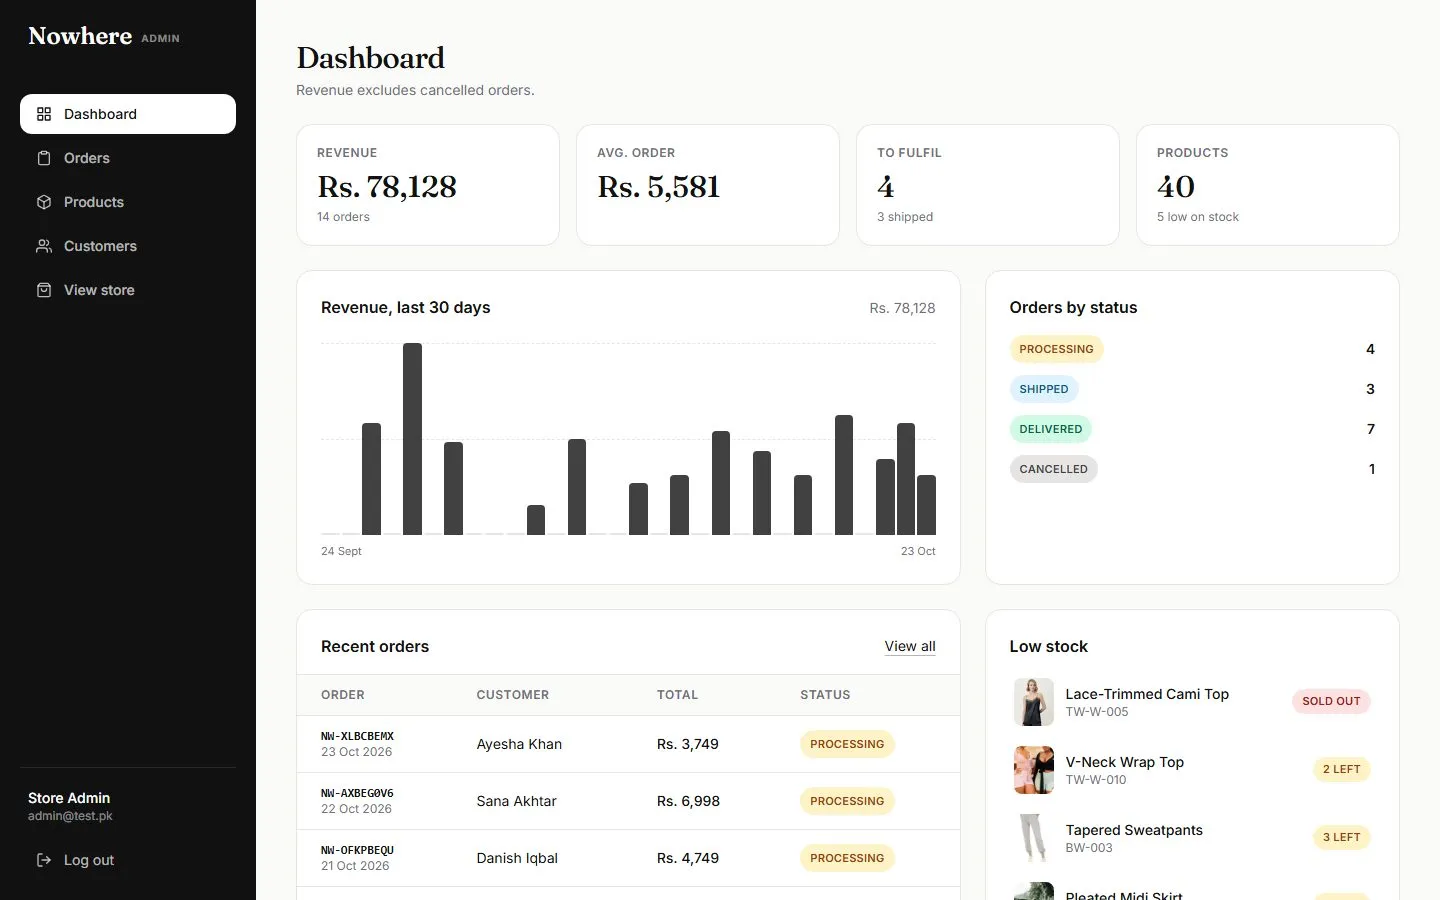 Nowhere ADMIN
Dashboard
Orders
Products
Customers
View store
Store Admin
admin@test.pk
Log out
Dashboard
Revenue excludes cancelled orders.
REVENUE
Rs. 78,128
14 orders
AVG. ORDER
Rs. 5,581
TO FULFIL
4
3 shipped
PRODUCTS
40
5 low on stock
Revenue, last 30 days
Rs. 78,128
24 Sept
23 Oct
Orders by status
PROCESSING 4
SHIPPED 3
DELIVERED 7
CANCELLED 1
Recent orders
View all
ORDER CUSTOMER TOTAL STATUS
NW-XLBCBEMX
23 Oct 2026
Ayesha Khan
Rs. 3,749
PROCESSING
NW-AXBEG0V6
22 Oct 2026
Sana Akhtar
Rs. 6,998
PROCESSING
NW-OFKPBEQU
21 Oct 2026
Danish Iqbal
Rs. 4,749
PROCESSING
Low stock
Lace-Trimmed Cami Top
TW-W-005
SOLD OUT
V-Neck Wrap Top
TW-W-010
2 LEFT
Tapered Sweatpants
BW-003
3 LEFT
Pleated Midi Skirt